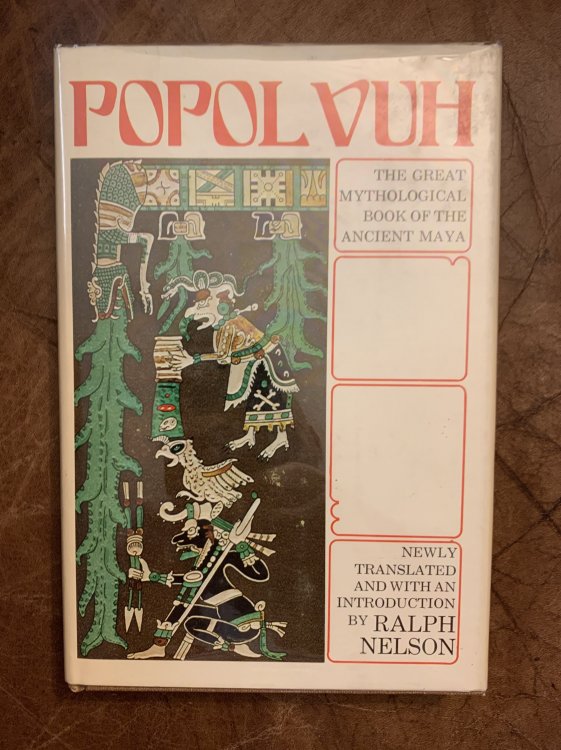 POPOL VUH
THE GREAT
MYTHOLOGICAL
BOOK OF THE
ANCIENT MAYA
NEWLY
TRANSLATED
AND WITH AN
INTRODUCTION
BY RALPH
NELSON